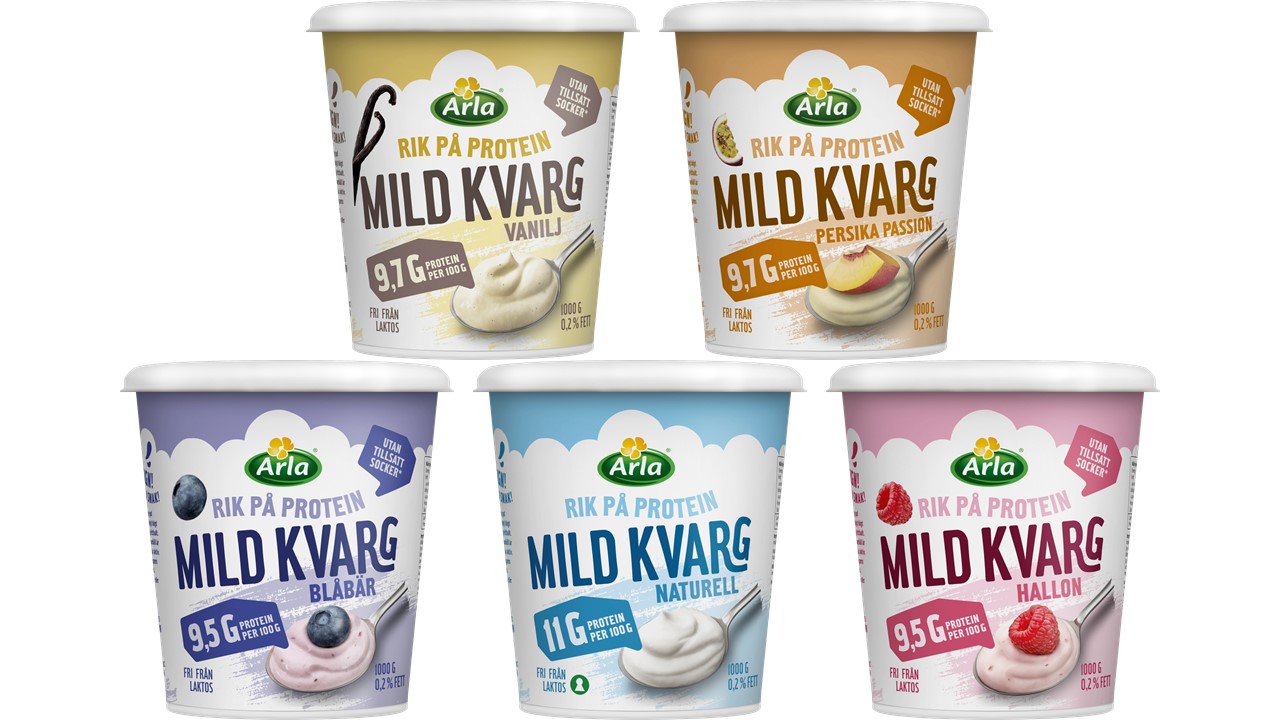 Arla
UTAN
TILLSATT
SOCKER*
RIK PÅ PROTEIN
MILD KVARG
VANILJ
9,7 G PROTEIN
PER 100 G
FRI FRÅN
LAKTOS
1000 G
0,2% FETT
Arla
UTAN
TILLSATT
SOCKER*
RIK PÅ PROTEIN
MILD KVARG
PERSIKA PASSION
9,7 G PROTEIN
PER 100 G
FRI FRÅN
LAKTOS
1000 G
0,2% FETT
Arla
UTAN
TILLSATT
SOCKER*
RIK PÅ PROTEIN
MILD KVARG
BLÅBÄR
9,5 G PROTEIN
PER 100 G
FRI FRÅN
LAKTOS
1000 G
0,2% FETT
Arla
RIK PÅ PROTEIN
MILD KVARG
NATURELL
11 G PROTEIN
PER 100 G
FRI FRÅN
LAKTOS
1000 G
0,2% FETT
Arla
UTAN
TILLSATT
SOCKER*
RIK PÅ PROTEIN
MILD KVARG
HALLON
9,5 G PROTEIN
PER 100 G
FRI FRÅN
LAKTOS
1000 G
0,2% FETT